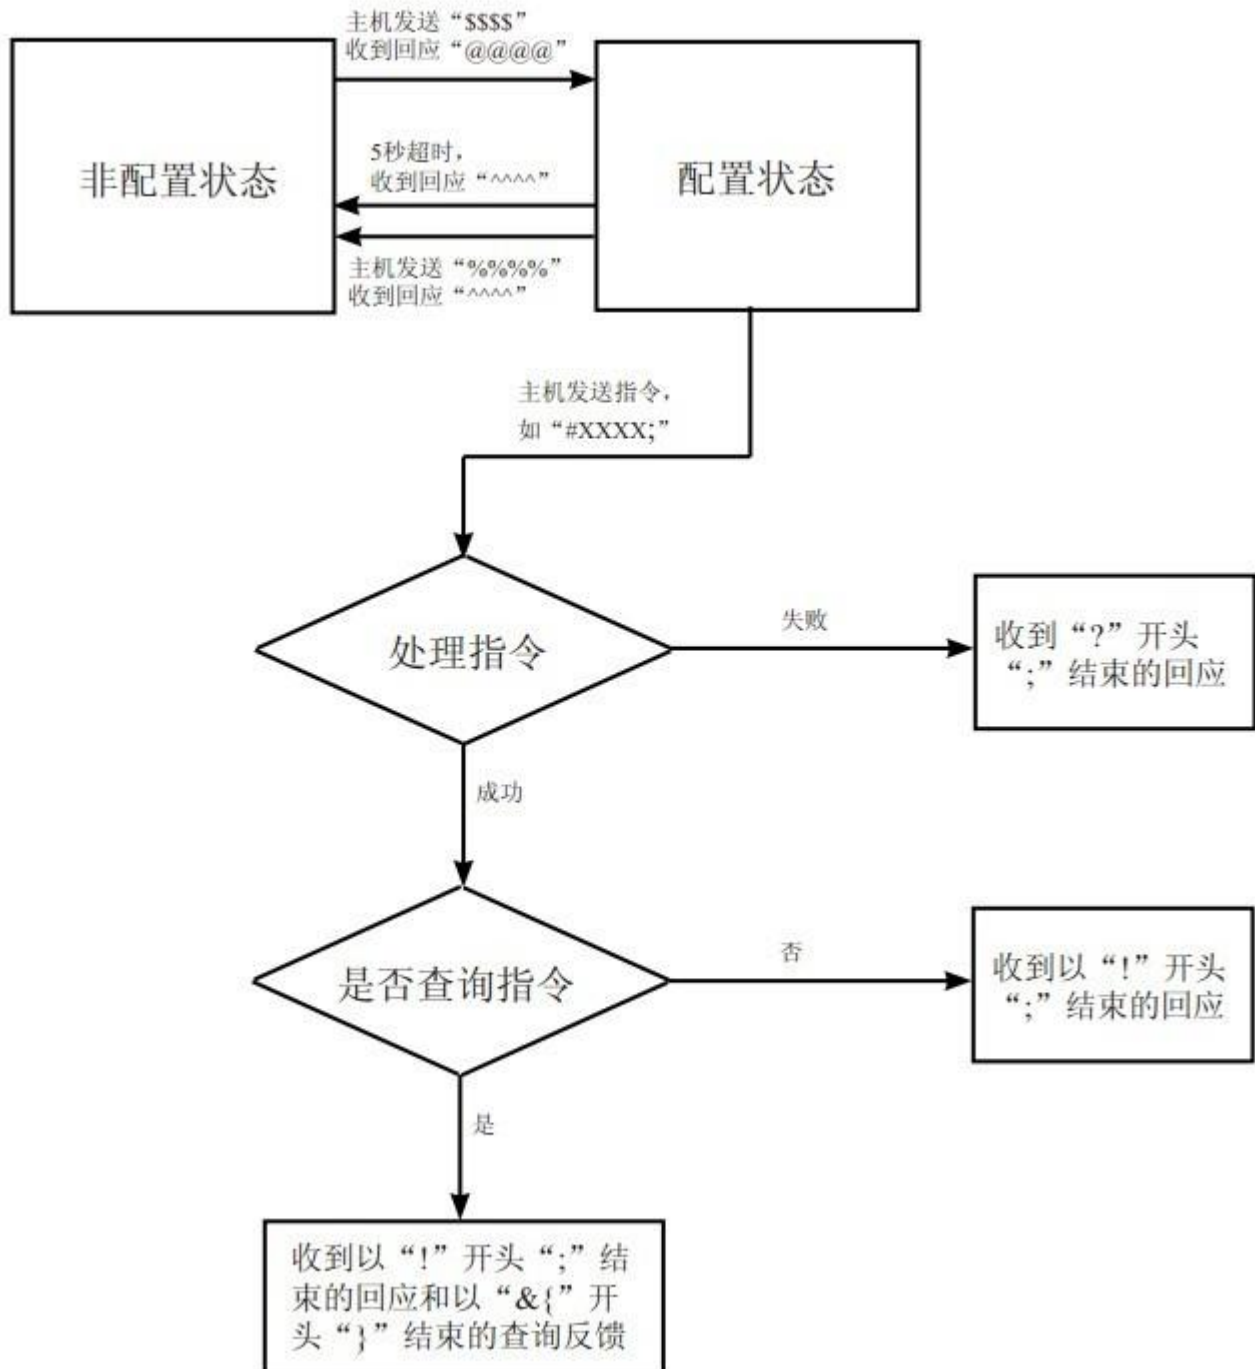 主机发送“$$$$”
收到回应“@@@@”
非配置状态
5秒超时，
收到回应“^^^^”
配置状态
主机发送“%%%%”
收到回应“^^^^”
主机发送指令，
如“#XXXX;”
处理指令
失败
收到“?”开头
“;”结束的回应
成功
是否查询指令
否
收到以“!”开头
“;”结束的回应
是
收到以“!”开头“;”结
束的回应和以“&{”开
头“}”结束的查询反馈